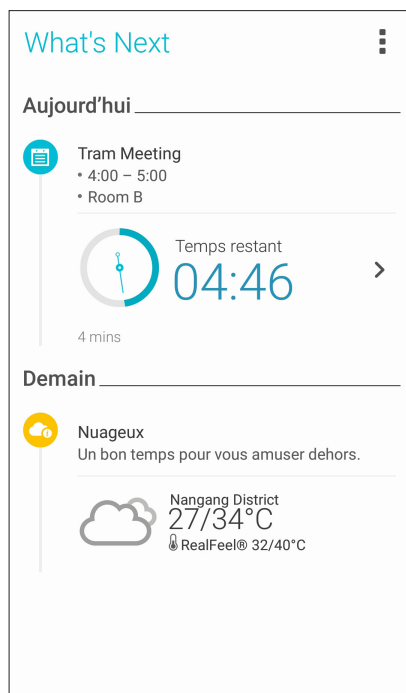 What's Next
Aujourd’hui
Tram Meeting
• 4:00 – 5:00
• Room B
Temps restant
04:46
4 mins
Demain
Nuageux
Un bon temps pour vous amuser dehors.
Nangang District
27/34°C
RealFeel® 32/40°C